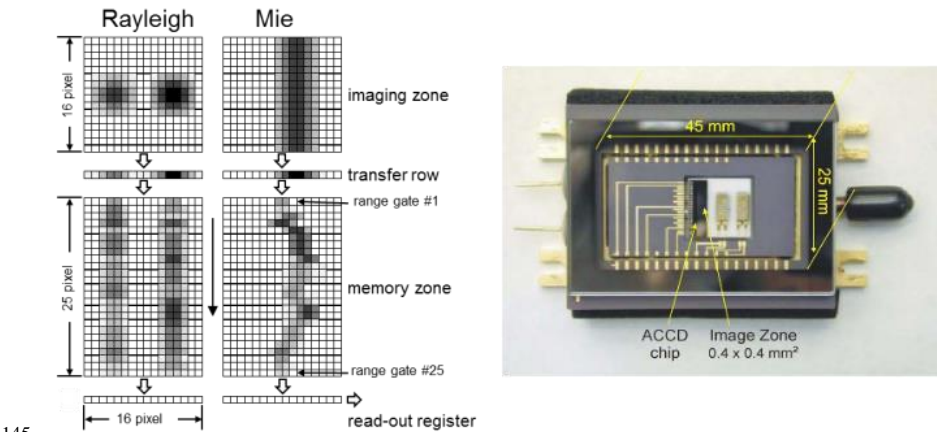 Rayleigh Mie
16 pixel
imaging zone
transfer row
range gate #1
25 pixel
memory zone
range gate #25
16 pixel
read-out register
45 mm
25 mm
ACCD chip
Image Zone
0.4 x 0.4 mm²